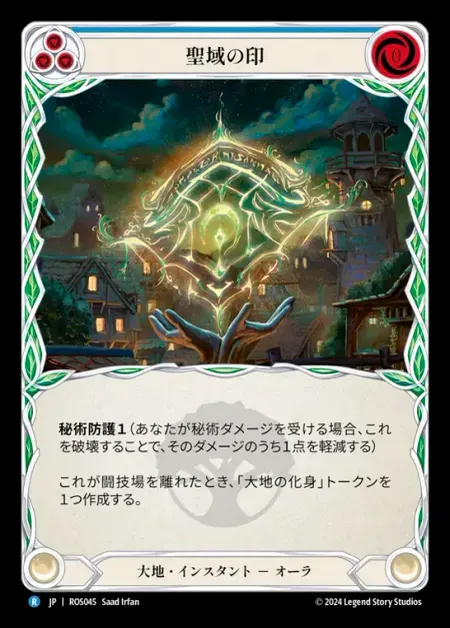 聖域の印
0
秘術防護１（あなたが秘術ダメージを受ける場合、これ
を破壊することで、そのダメージのうち１点を軽減する）
これが闘技場を離れたとき、「大地の化身」トークンを
１つ作成する。
大地・インスタント － オーラ
R JP | ROS045 Saad Irfan
© 2024 Legend Story Studios